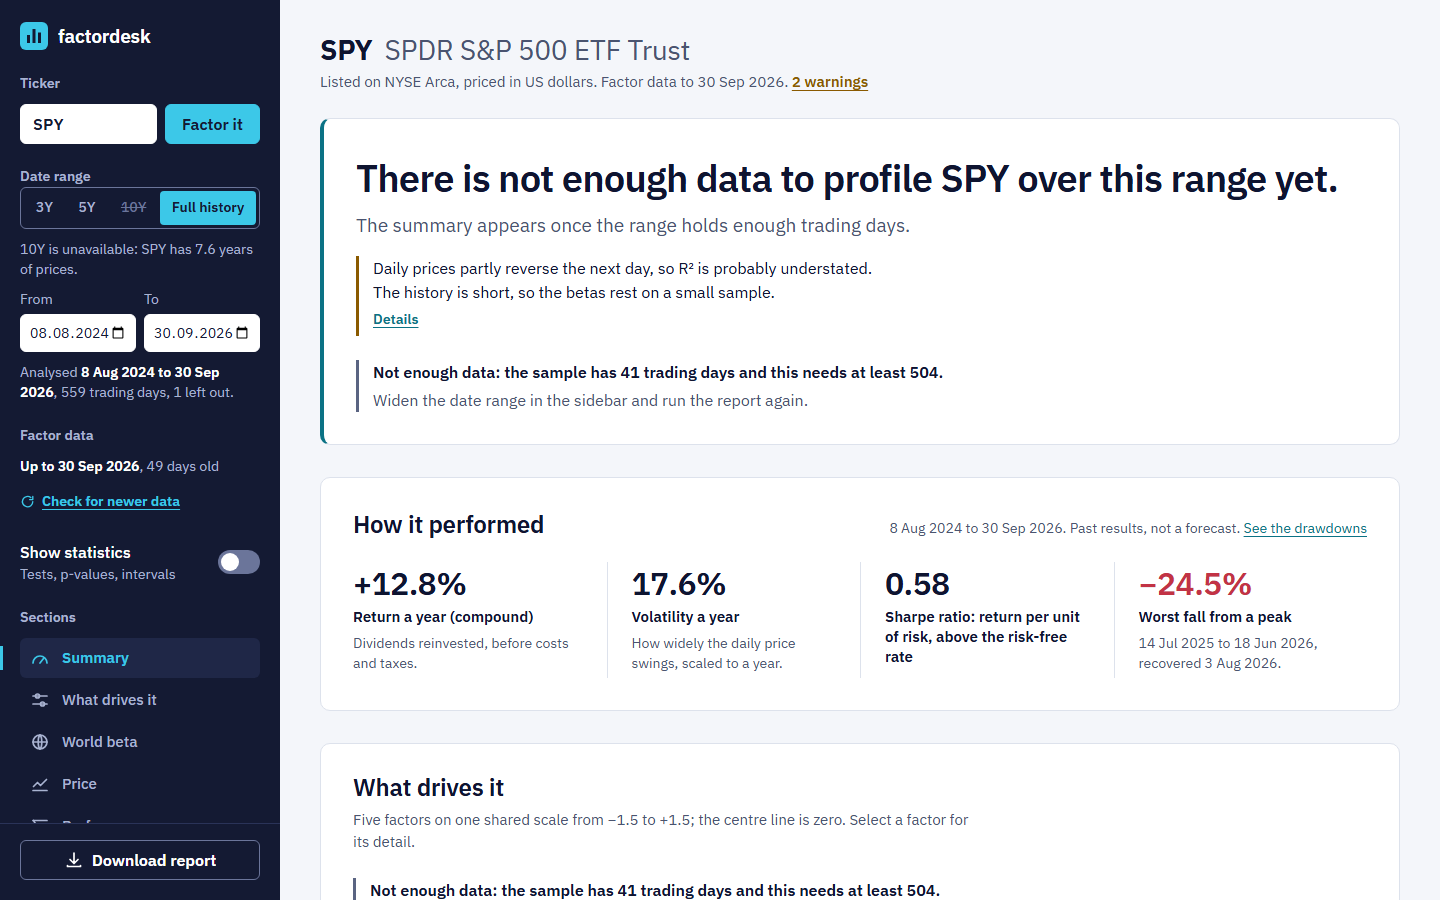 factordesk
Ticker
SPY
Factor it
Date range
3Y
5Y
10Y
Full history
10Y is unavailable: SPY has 7.6 years
of prices.
From
To
08.08.2024
30.09.2026
Analysed 8 Aug 2024 to 30 Sep
2026, 559 trading days, 1 left out.
Factor data
Up to 30 Sep 2026, 49 days old
Check for newer data
Show statistics
Tests, p-values, intervals
Sections
Summary
What drives it
World beta
Price
Download report
SPY SPDR S&P 500 ETF Trust
Listed on NYSE Arca, priced in US dollars. Factor data to 30 Sep 2026. 2 warnings
There is not enough data to profile SPY over this range yet.
The summary appears once the range holds enough trading days.
Daily prices partly reverse the next day, so R² is probably understated.
The history is short, so the betas rest on a small sample.
Details
Not enough data: the sample has 41 trading days and this needs at least 504.
Widen the date range in the sidebar and run the report again.
How it performed
8 Aug 2024 to 30 Sep 2026. Past results, not a forecast. See the drawdowns
+12.8%
Return a year (compound)
Dividends reinvested, before costs
and taxes.
17.6%
Volatility a year
How widely the daily price
swings, scaled to a year.
0.58
Sharpe ratio: return per unit
of risk, above the risk-free
rate
−24.5%
Worst fall from a peak
14 Jul 2025 to 18 Jun 2026,
recovered 3 Aug 2026.
What drives it
Five factors on one shared scale from −1.5 to +1.5; the centre line is zero. Select a factor for
its detail.
Not enough data: the sample has 41 trading days and this needs at least 504.